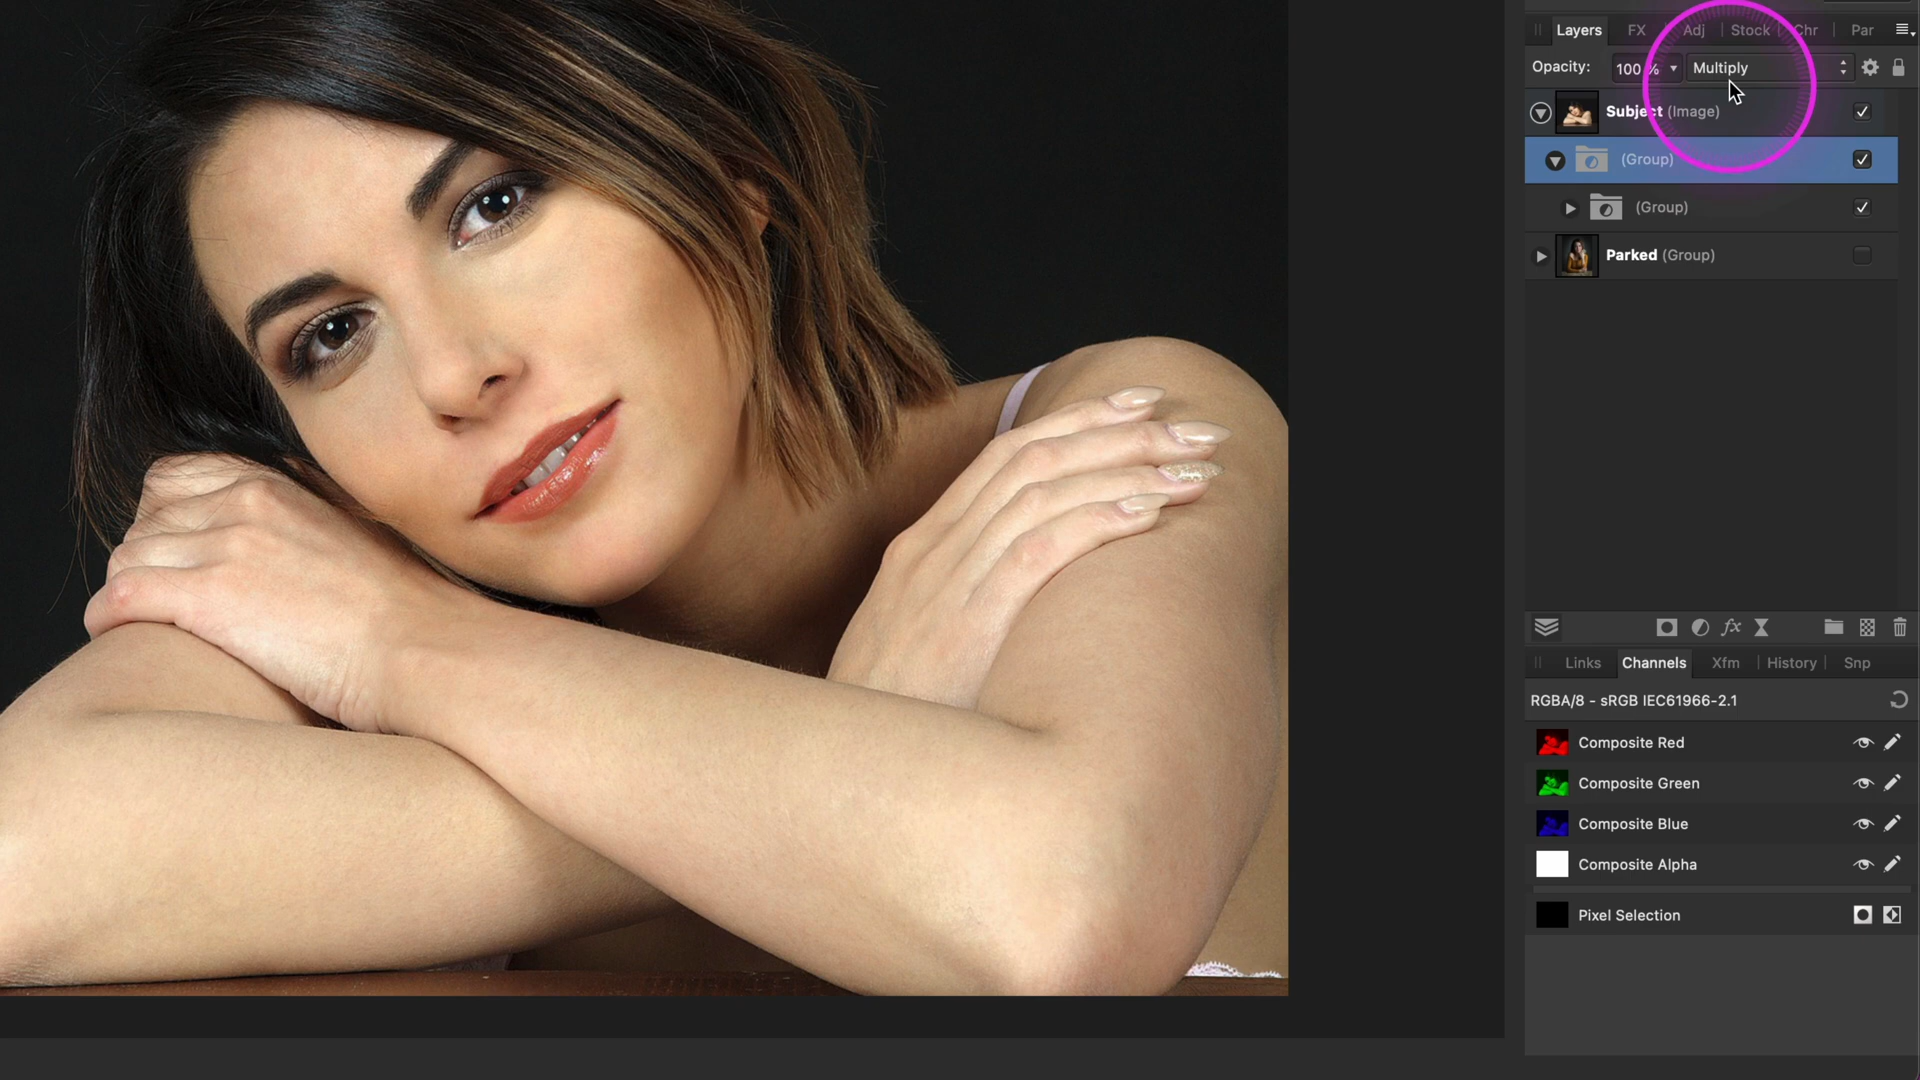 Layers FX Adj Stock Chr Par
Opacity: 100 % Multiply
Subject (Image)
(Group)
(Group)
Parked (Group)
fx
Links Channels Xfm History Snp
RGBA/8 - sRGB IEC61966-2.1
Composite Red
Composite Green
Composite Blue
Composite Alpha
Pixel Selection